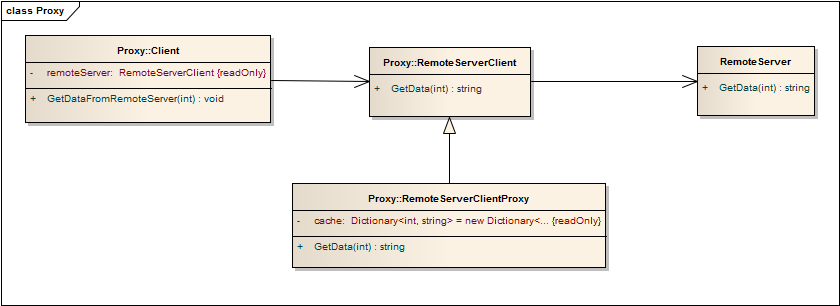 class Proxy
Proxy::Client
- remoteServer: RemoteServerClient {readOnly}
+ GetDataFromRemoteServer(int) : void
Proxy::RemoteServerClient
+ GetData(int) : string
RemoteServer
+ GetData(int) : string
Proxy::RemoteServerClientProxy
- cache: Dictionary<int, string> = new Dictionary<... {readOnly}
+ GetData(int) : string